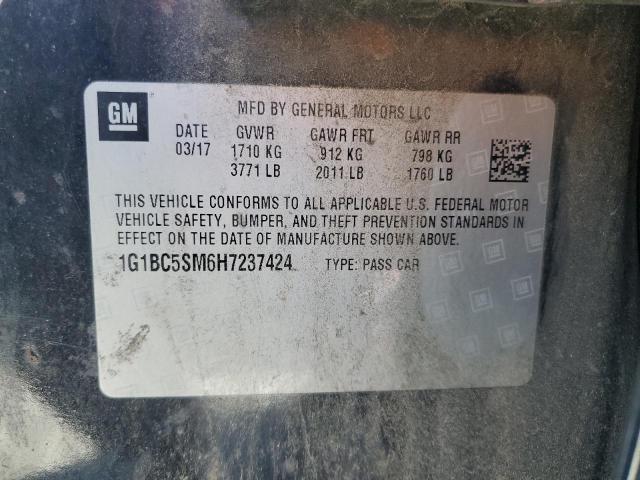 GM
MFD BY GENERAL MOTORS LLC
DATE GVWR GAWR FRT GAWR RR
03/17 1710 KG 912 KG 798 KG
3771 LB 2011 LB 1760 LB
THIS VEHICLE CONFORMS TO ALL APPLICABLE U.S. FEDERAL MOTOR
VEHICLE SAFETY, BUMPER, AND THEFT PREVENTION STANDARDS IN
EFFECT ON THE DATE OF MANUFACTURE SHOWN ABOVE.
1G1BC5SM6H7237424 TYPE: PASS CAR